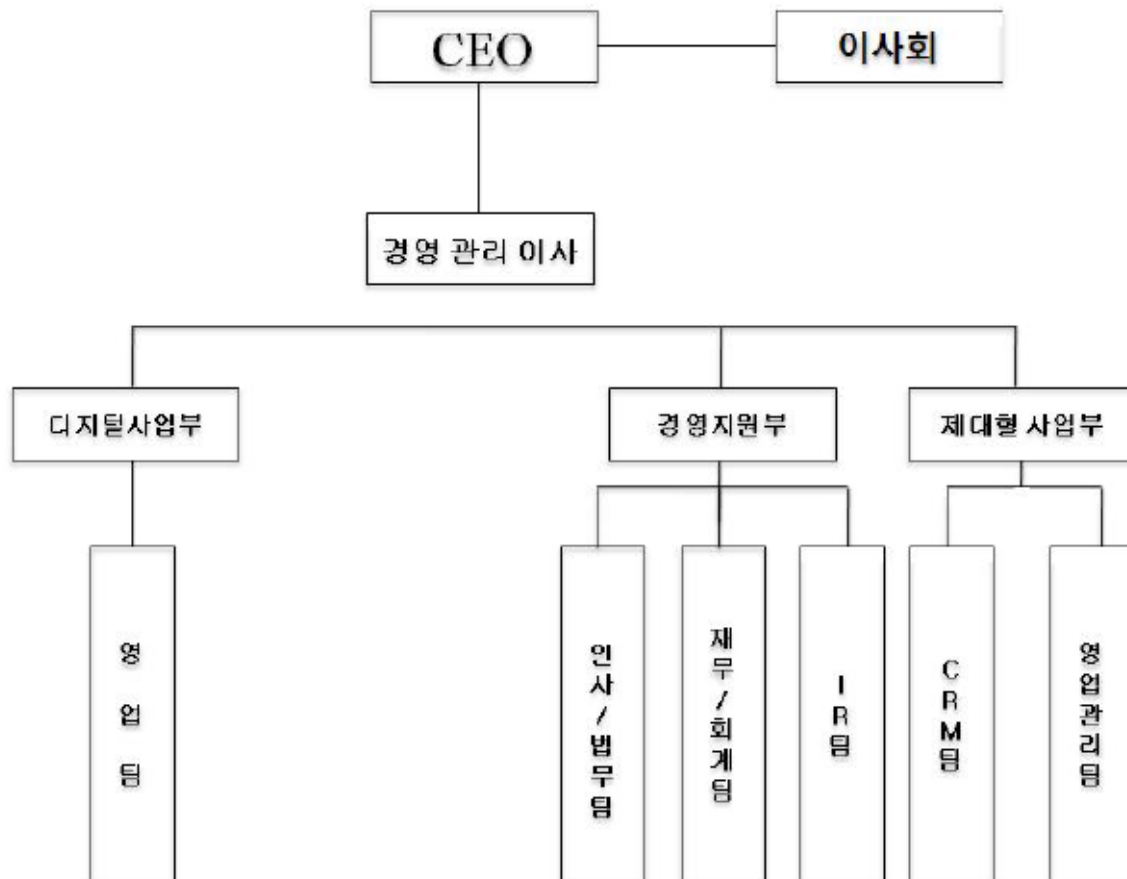 CEO
이사회
경영 관리 이사
디지털사업부
경영지원부
제대혈 사업부
영업팀
인사/법무팀
재무/회계팀
IR팀
CRM팀
영업관리팀